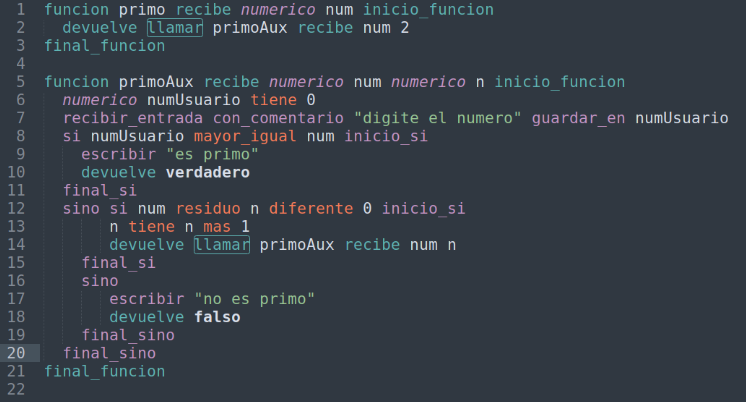 1 funcion primo recibe numerico num inicio_funcion
2 devuelve llamar primoAux recibe num 2
3 final_funcion
4
5 funcion primoAux recibe numerico num numerico n inicio_funcion
6 numerico numUsuario tiene 0
7 recibir_entrada con_comentario "digite el numero" guardar_en numUsuario
8 si numUsuario mayor_igual num inicio_si
9 escribir "es primo"
10 devuelve verdadero
11 final_si
12 sino si num residuo n diferente 0 inicio_si
13 n tiene n mas 1
14 devuelve llamar primoAux recibe num n
15 final_si
16 sino
17 escribir "no es primo"
18 devuelve falso
19 final_sino
20 final_sino
21 final_funcion
22